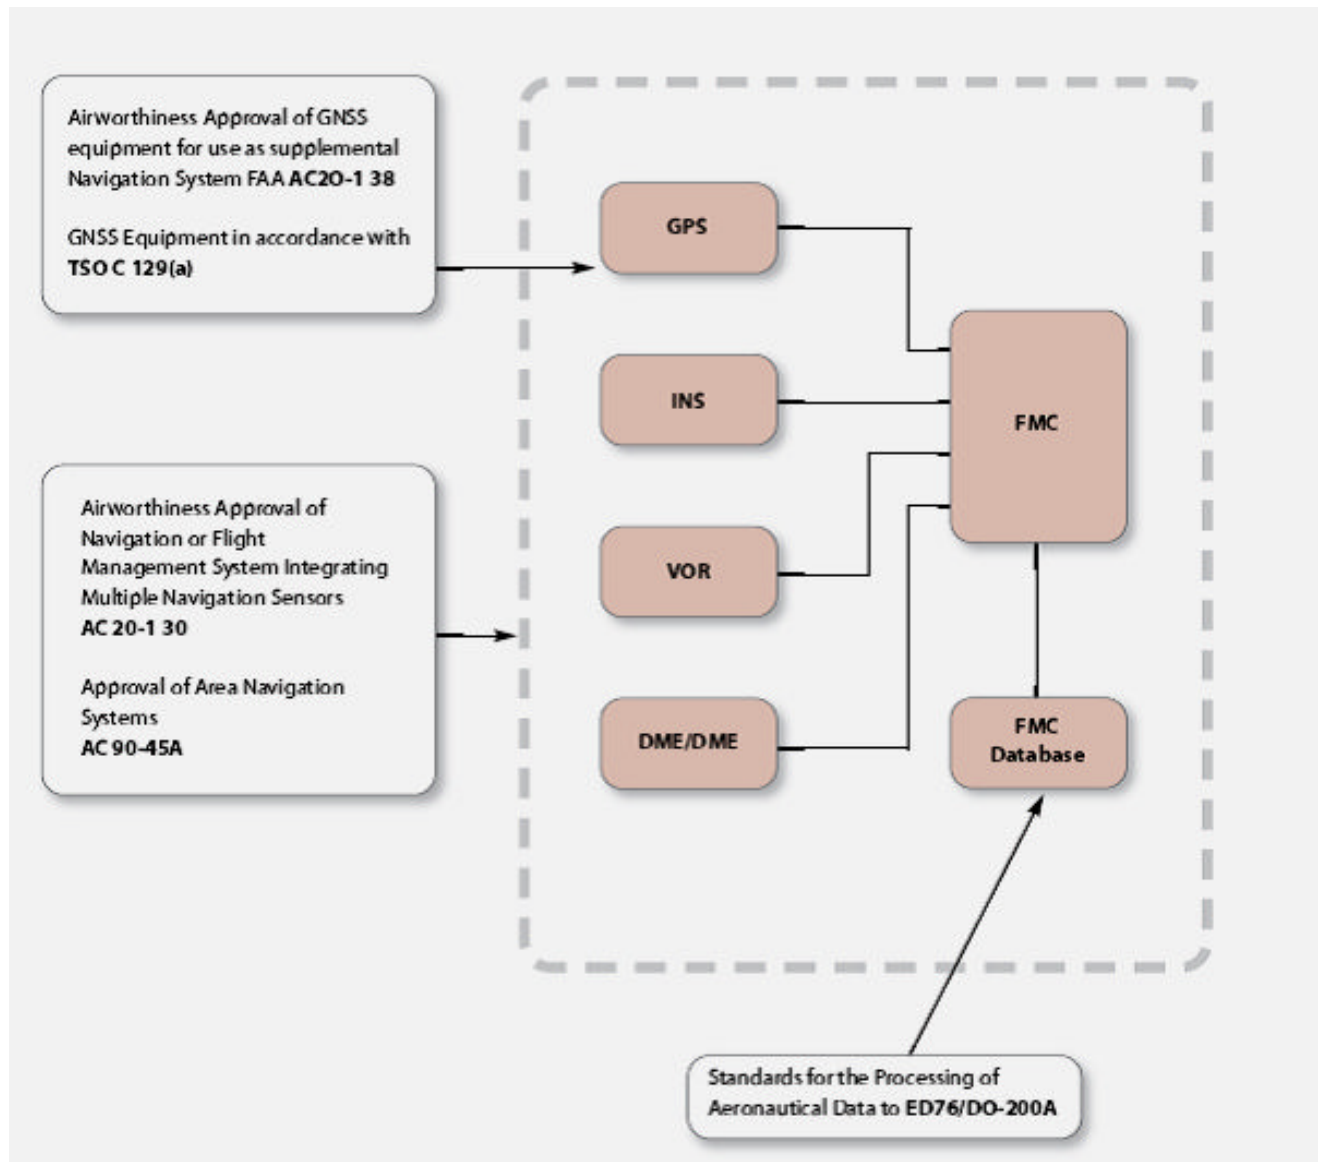 Airworthiness Approval of GNSS
equipment for use as supplemental
Navigation System FAA AC2O-1 38
GNSS Equipment in accordance with
TSO C 129(a)
GPS
INS
FMC
Airworthiness Approval of
Navigation or Flight
Management System Integrating
Multiple Navigation Sensors
AC 20-1 30
Approval of Area Navigation
Systems
AC 90-45A
VOR
DME/DME
FMC
Database
Standards for the Processing of
Aeronautical Data to ED76/DO-200A